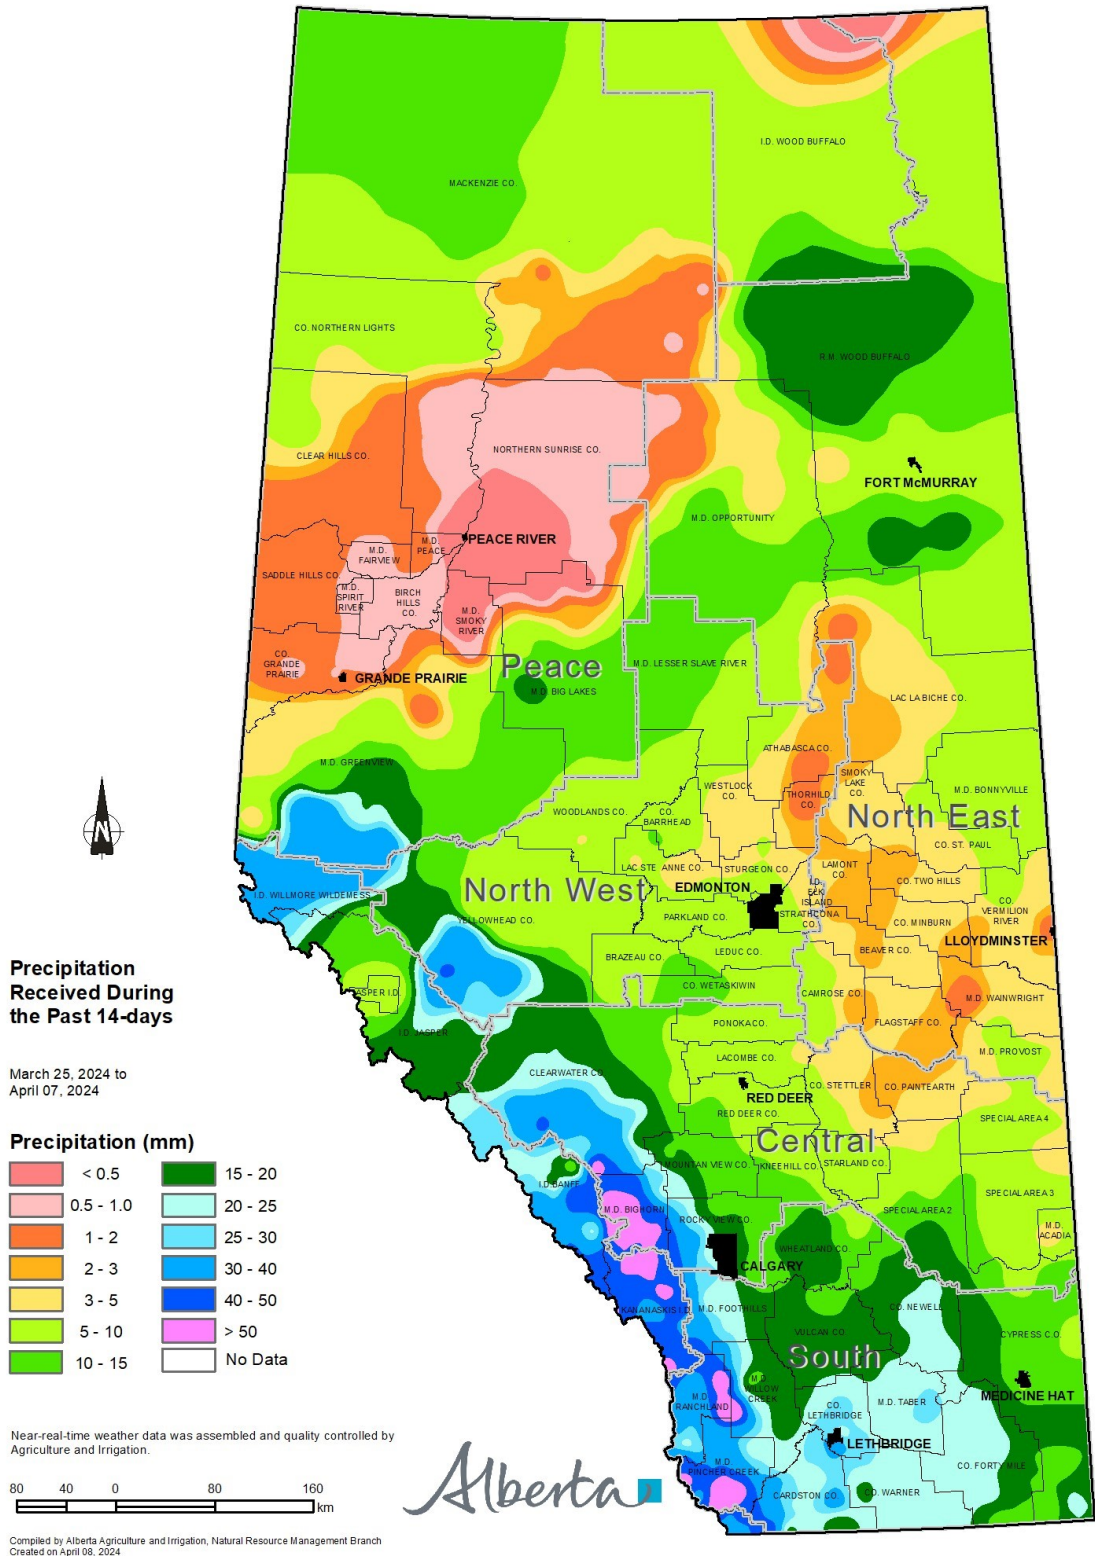 I.D. WOOD BUFFALO
MACKENZIE CO.
CO. NORTHERN LIGHTS
R.M. WOOD BUFFALO
NORTHERN SUNRISE CO.
CLEAR HILLS CO.
FORT McMURRAY
M.D. OPPORTUNITY
M.D.
PEACE
PEACE RIVER
M.D.
FAIRVIEW
SADDLE HILLS CO.
M.D.
SPIRIT
RIVER
BIRCH
HILLS
CO.
M.D.
SMOKY
RIVER
CO.
GRANDE
PRAIRIE
Peace
M.D. LESSER SLAVE RIVER
GRANDE PRAIRIE
M.D. BIG LAKES
LAC LA BICHE CO.
ATHABASCA CO.
M.D. GREENVIEW
SMOKY
LAKE
CO.
WESTLOCK
CO.
THORHILD
CO.
M.D. BONNYVILLE
N
WOODLANDS CO.
CO.
BARRHEAD
North East
CO. ST. PAUL
LAC STE ANNE CO.
STURGEON CO.
LAMONT
CO.
North West
EDMONTON
I.D.
ELK
ISLAND
CO. TWO HILLS
I.D. WILLMORE WILDERNESS
CO.
VERMILION
RIVER
YELLOWHEAD CO.
PARKLAND CO.
STRATHCONA
CO.
CO. MINBURN
LLOYDMINSTER
BRAZEAU CO.
LEDUC CO.
BEAVER CO.
Precipitation
Received During
the Past 14-days
JASPER I.D.
CO. WETASKIWIN
CAMROSE CO.
M.D. WAINWRIGHT
I.D. JASPER
PONOKA CO.
FLAGSTAFF CO.
M.D. PROVOST
March 25, 2024 to
April 07, 2024
CLEARWATER CO.
LACOMBE CO.
CO. STETTLER
CO. PAINTEARTH
RED DEER
RED DEER CO.
SPECIAL AREA 4
Precipitation (mm)
Central
< 0.5
15 - 20
0.5 - 1.0
20 - 25
1 - 2
25 - 30
2 - 3
30 - 40
3 - 5
40 - 50
5 - 10
> 50
10 - 15
No Data
MOUNTAIN VIEW CO.
KNEEHILL CO.
STARLAND CO.
I.D. BANFF
SPECIAL AREA 3
M.D. BIGHORN
ROCKY VIEW CO.
SPECIAL AREA 2
M.D.
ACADIA
WHEATLAND CO.
CALGARY
KANANASKIS I.D.
M.D. FOOTHILLS
CO. NEWELL
VULCAN CO.
CYPRESS C.O.
South
M.D.
WILLOW
CREEK
M.D.
RANCHLAND
MEDICINE HAT
CO.
LETHBRIDGE
M.D. TABER
LETHBRIDGE
M.D.
PINCHER CREEK
CO. FORTY MILE
CARDSTON CO.
CO. WARNER
Near-real-time weather data was assembled and quality controlled by
Agriculture and Irrigation.
80 40 0 80 160
km
Alberta
Compiled by Alberta Agriculture and Irrigation, Natural Resource Management Branch
Created on April 08, 2024